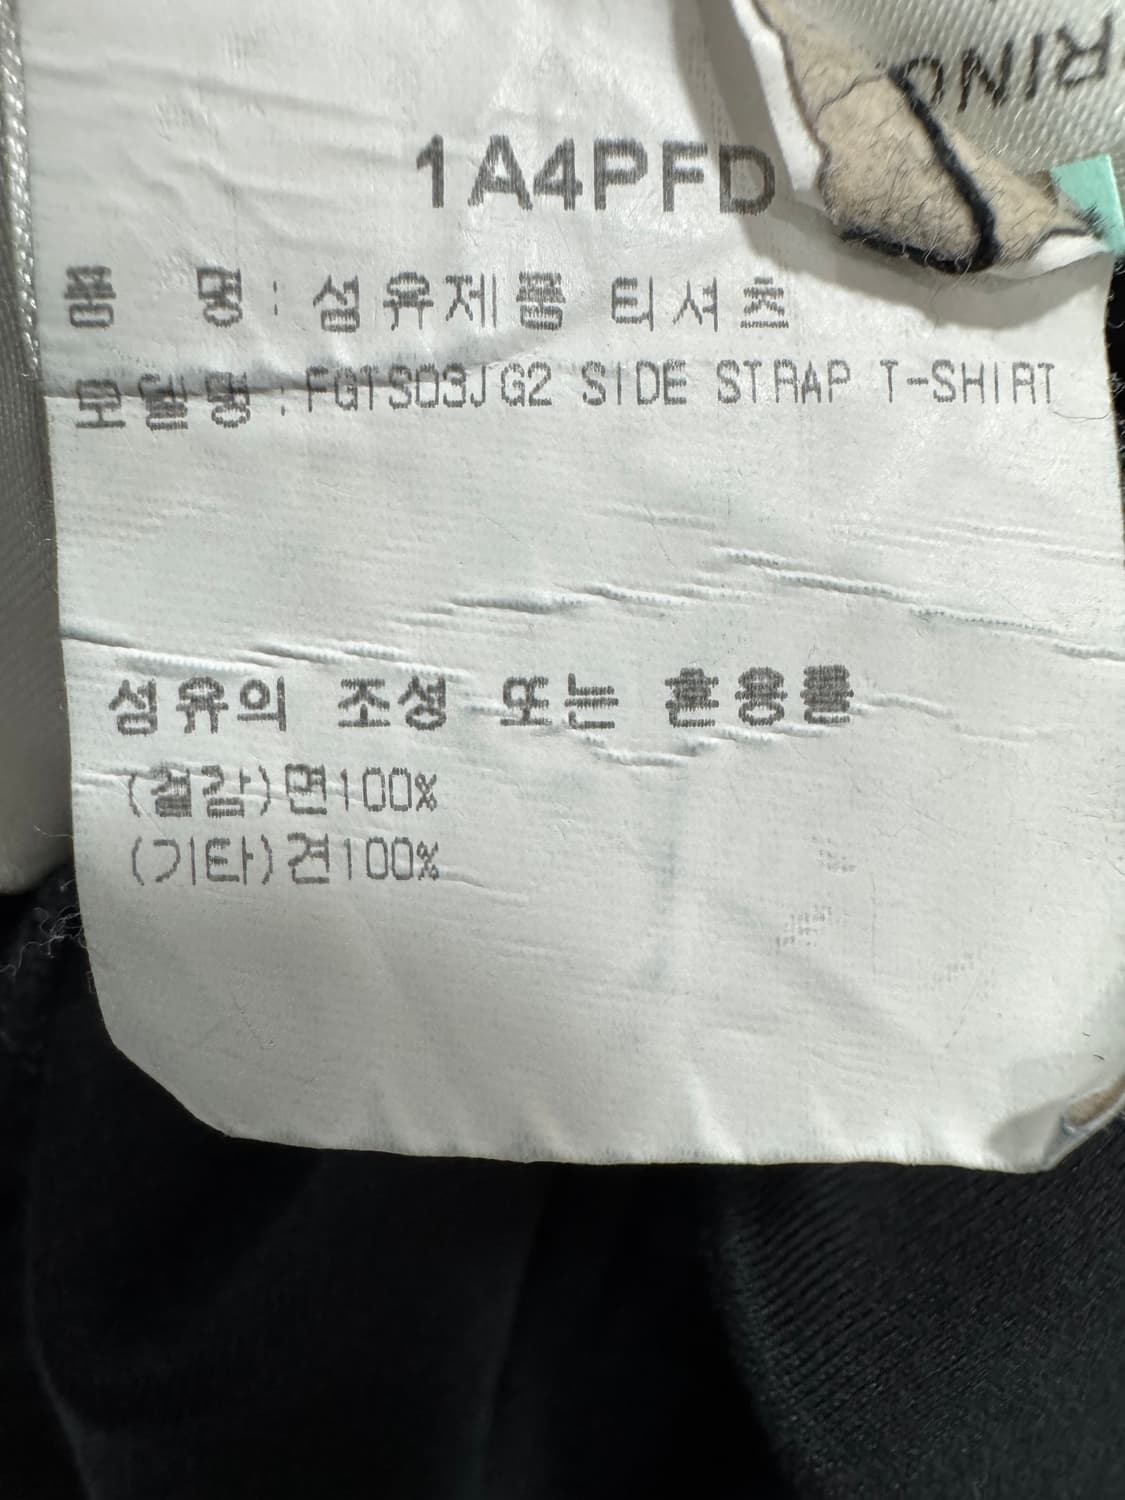 RING
1A4PFD
품 명 : 섬유제품 티셔츠
모델명 : FGTS03JG2 SIDE STRAP T-SHIRT
섬유의 조성 또는 혼용률
(겉감)면100%
(기타)견100%